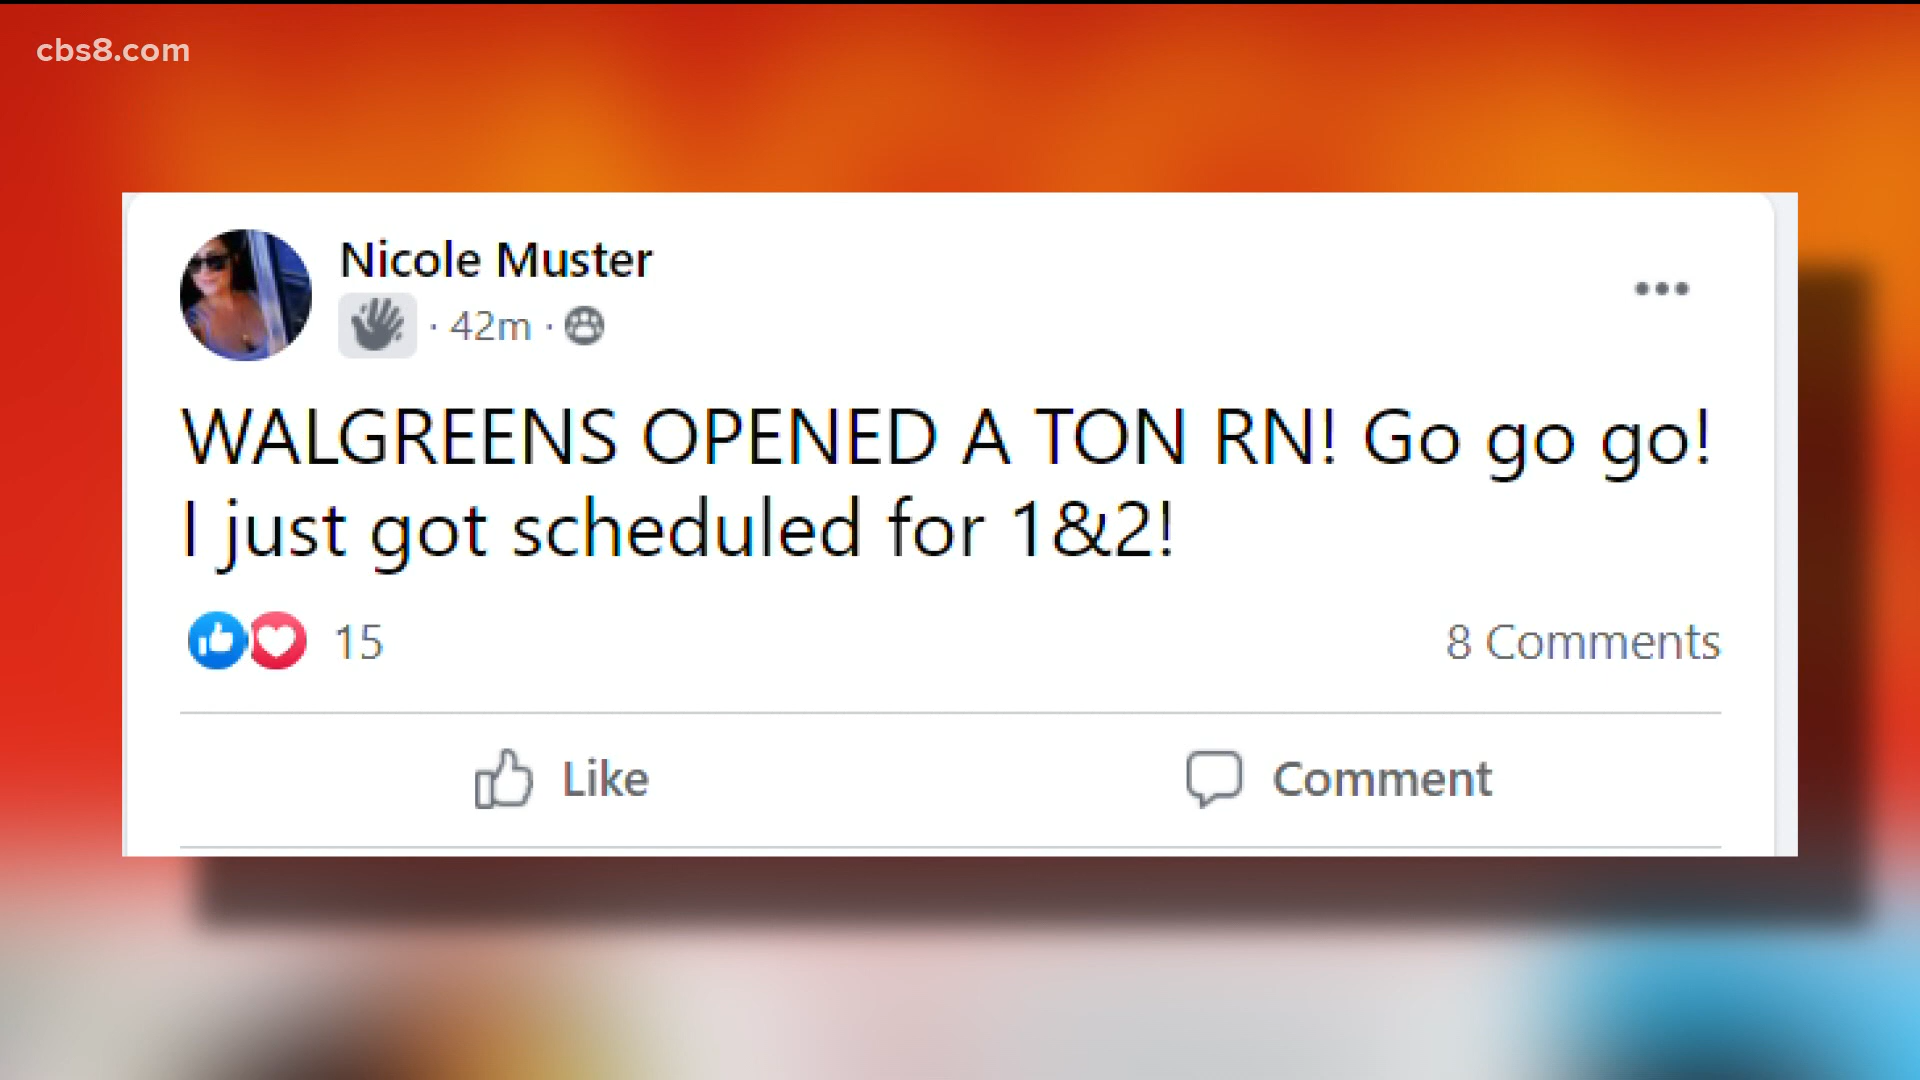 cbs8.com
Nicole Muster
· 42m ·
WALGREENS OPENED A TON RN! Go go go!
I just got scheduled for 1&2!
15
8 Comments
Like
Comment